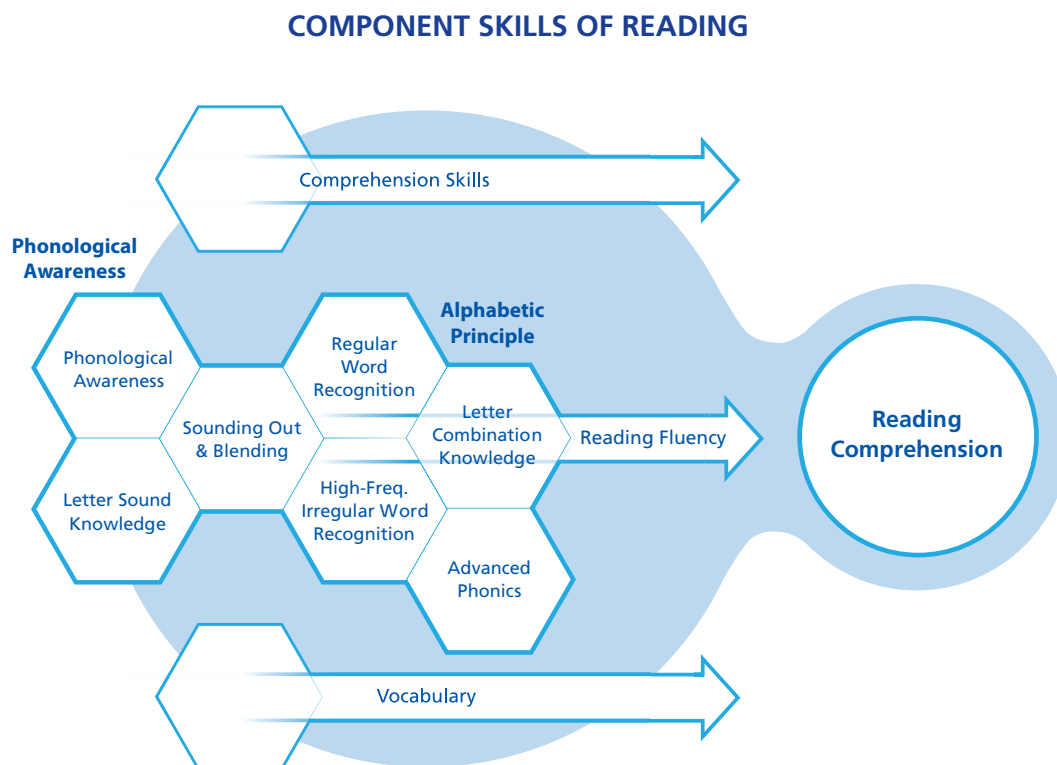 COMPONENT SKILLS OF READING
Comprehension Skills
Phonological
Awareness
Phonological
Awareness
Letter Sound
Knowledge
Sounding Out
& Blending
Regular
Word
Recognition
High-Freq.
Irregular Word
Recognition
Alphabetic
Principle
Letter
Combination
Knowledge
Advanced
Phonics
Reading Fluency
Vocabulary
Reading
Comprehension